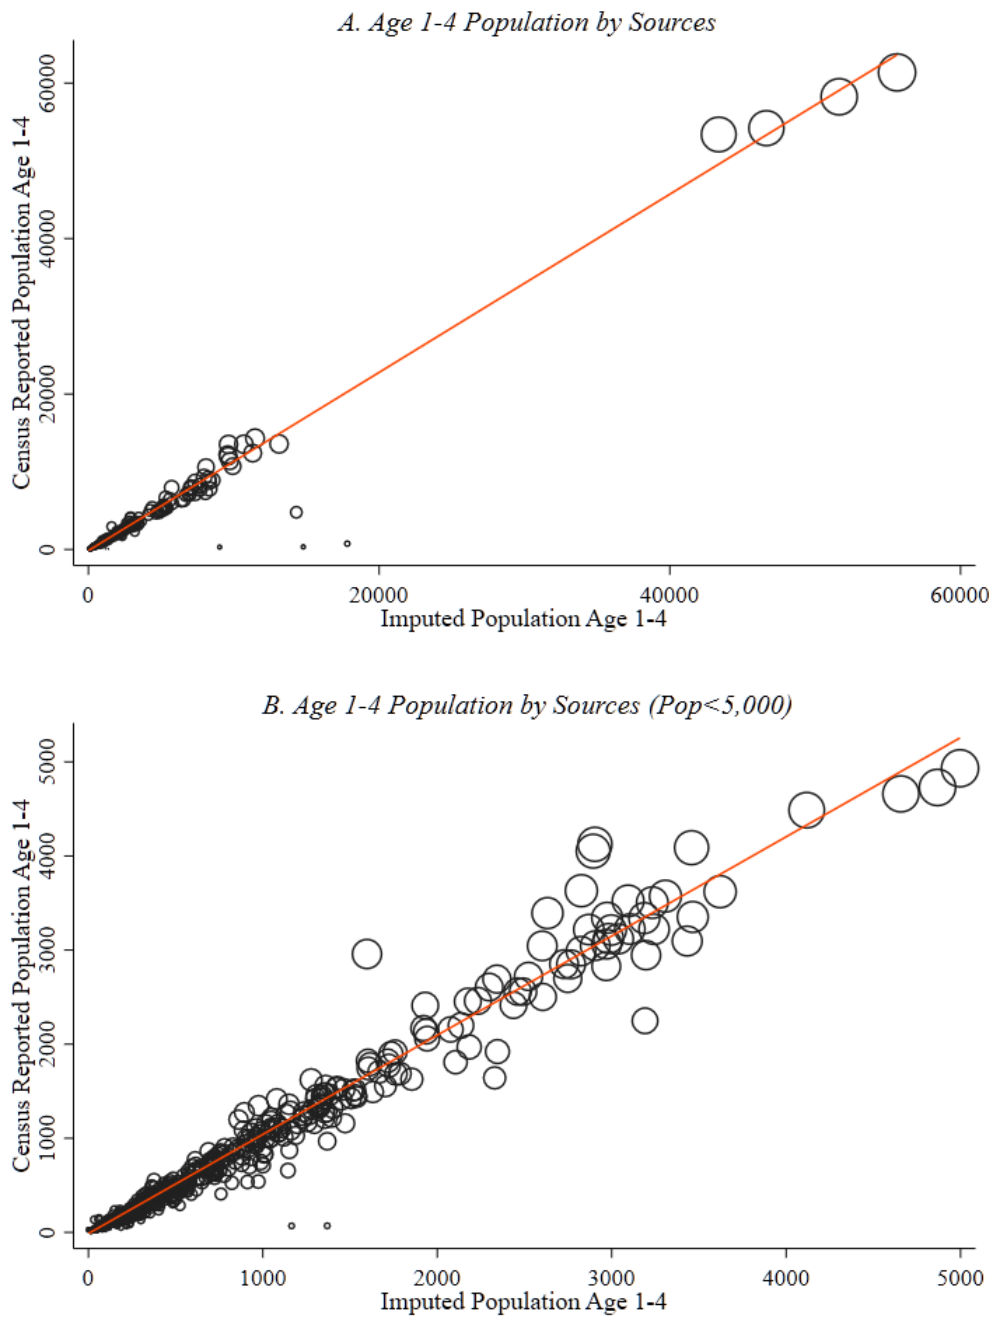 A. Age 1-4 Population by Sources
Census Reported Population Age 1-4
60000
40000
20000
0
0 20000 40000 60000
Imputed Population Age 1-4
B. Age 1-4 Population by Sources (Pop<5,000)
Census Reported Population Age 1-4
5000
4000
3000
2000
1000
0
0 1000 2000 3000 4000 5000
Imputed Population Age 1-4